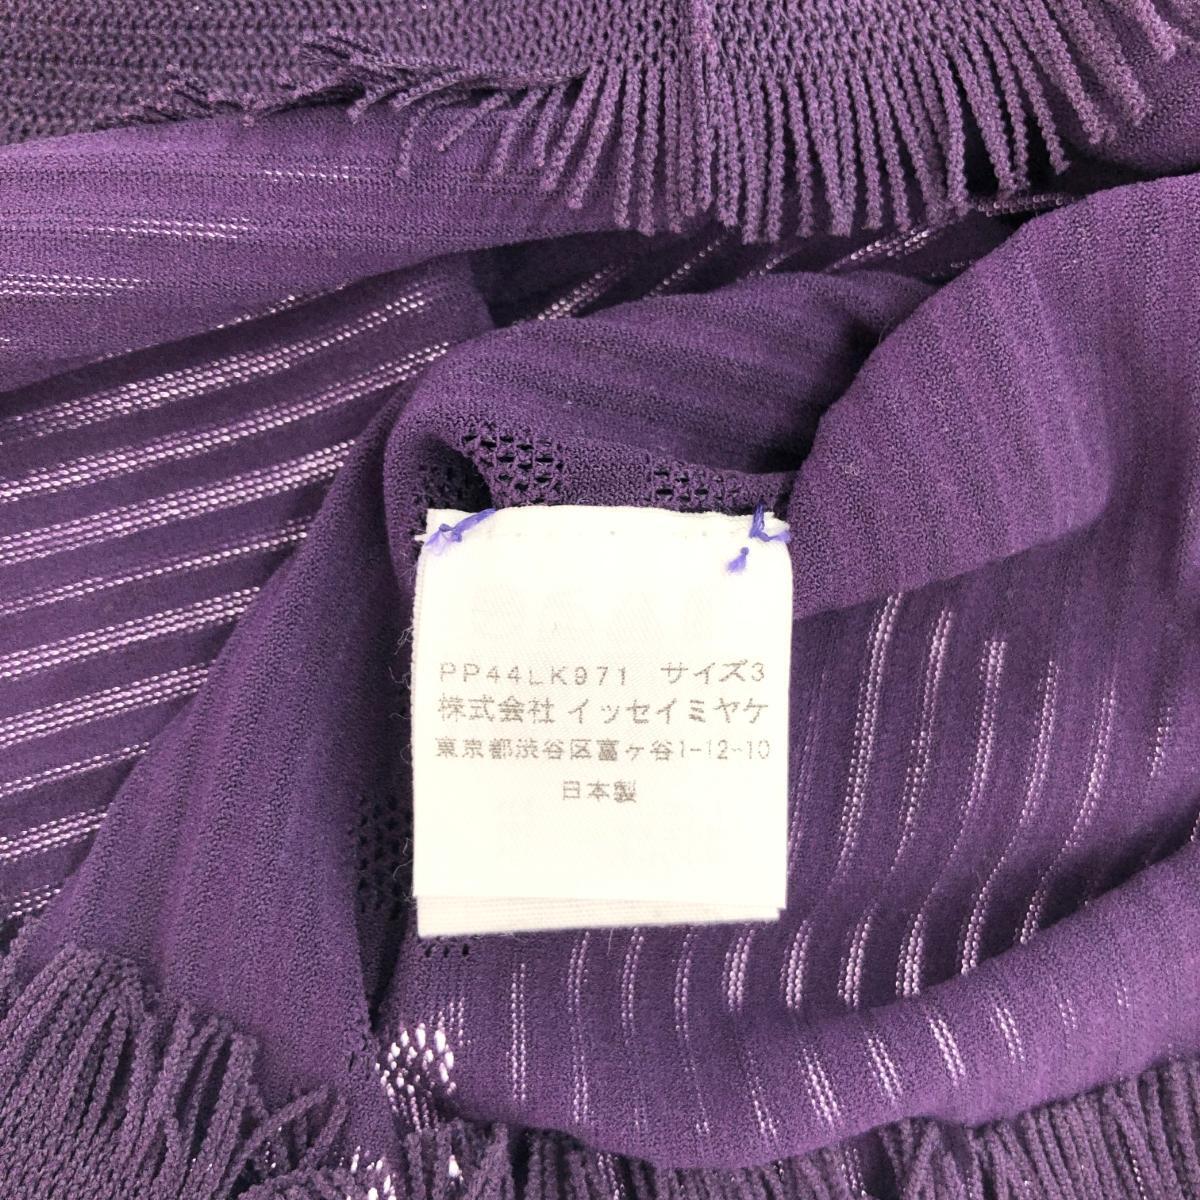 PP44LK971 サイズ3
株式会社 イッセイミヤケ
東京都渋谷区富ヶ谷1-12-10
日本製